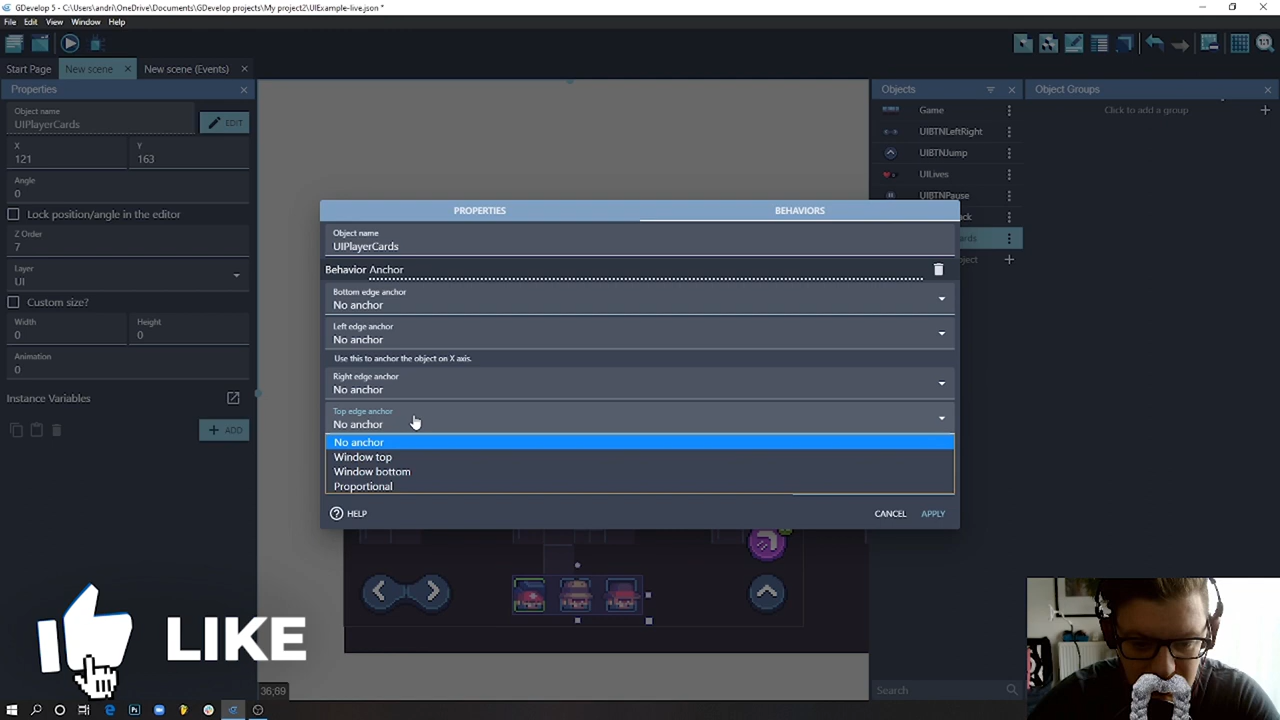 GDevelop 5 - C:\Users\andri\OneDrive\Documents\GDevelop projects\My project2\UIExample-live.json *
File Edit View Window Help
Start Page New scene × New scene (Events) ×
Properties ×
Object name
UIPlayerCards
EDIT
X Y
121 163
Angle
0
Lock position/angle in the editor
Z Order
7
Layer
UI
Custom size?
Width Height
0 0
Animation
0
Instance Variables
+ ADD
PROPERTIES BEHAVIORS
Object name
UIPlayerCards
Behavior Anchor
Bottom edge anchor
No anchor
Left edge anchor
No anchor
Use this to anchor the object on X axis.
Right edge anchor
No anchor
Top edge anchor
No anchor
No anchor
Window top
Window bottom
Proportional
HELP CANCEL APPLY
Objects ×
Game
UIBTNLeftRight
UIBTNJump
UILives
UIBTNPause
ck
ards
ject +
Search
Object Groups ×
Click to add a group +
LIKE
36;69